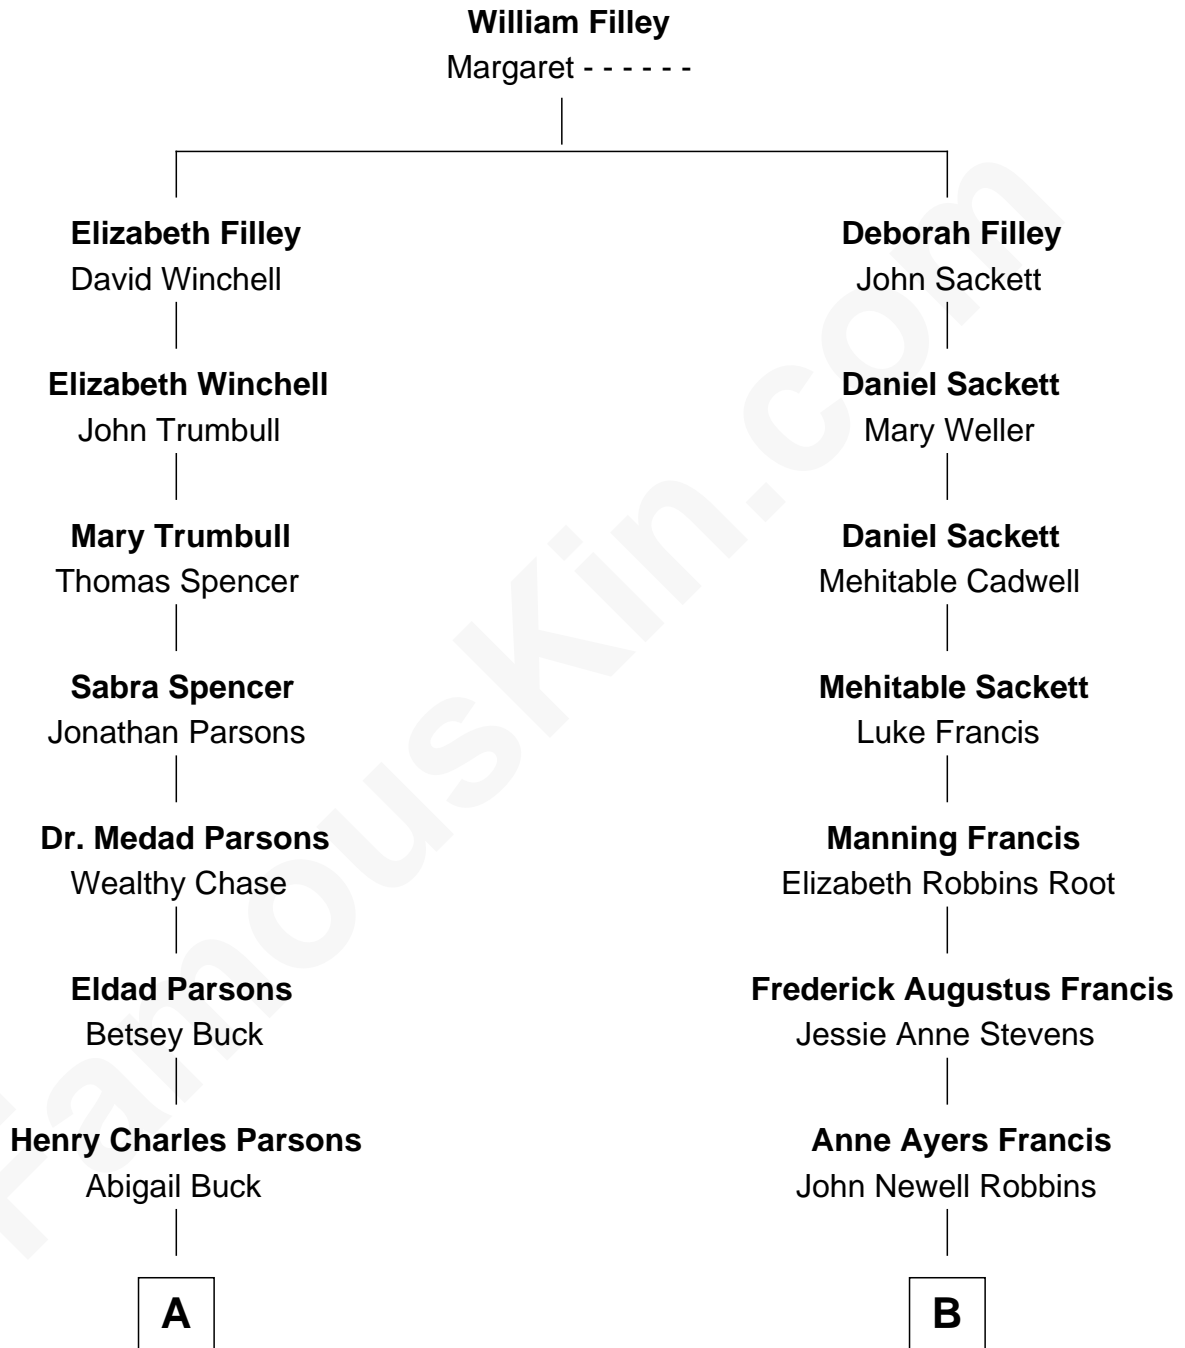 William Filley
Margaret - - - - - -
Elizabeth Filley
David Winchell
Deborah Filley
John Sackett
Elizabeth Winchell
John Trumbull
Daniel Sackett
Mary Weller
Mary Trumbull
Thomas Spencer
Daniel Sackett
Mehitable Cadwell
Sabra Spencer
Jonathan Parsons
Mehitable Sackett
Luke Francis
Dr. Medad Parsons
Wealthy Chase
Manning Francis
Elizabeth Robbins Root
Eldad Parsons
Betsey Buck
Frederick Augustus Francis
Jessie Anne Stevens
Henry Charles Parsons
Abigail Buck
Anne Ayers Francis
John Newell Robbins
A
B
FamousKin.com